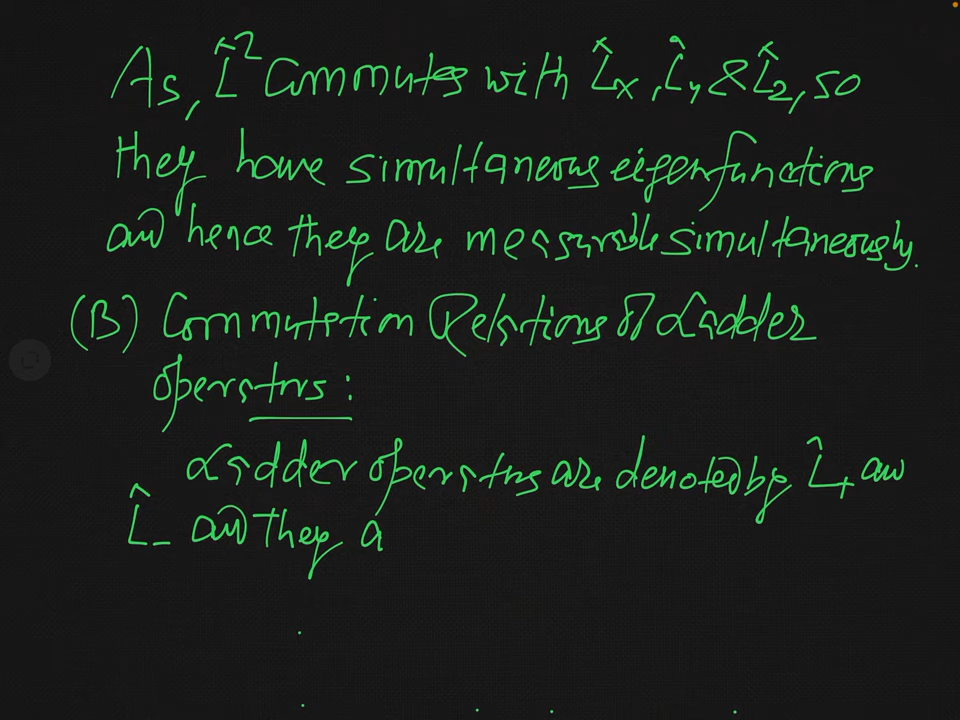 As, L̂² Commutes with L̂x, L̂y & L̂z, so
they have simultaneous eigenfunctions
and hence they are measurable simultaneously.
(B) Commutation Relations of Ladder
operators:
Ladder operators are denoted by L̂+ and
L̂- and they a